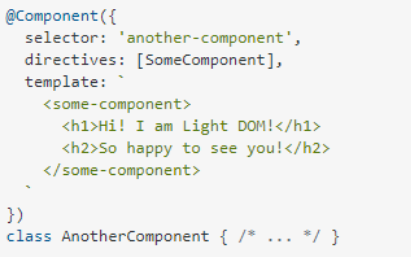 @Component({
  selector: 'another-component',
  directives: [SomeComponent],
  template: `
    <some-component>
      <h1>Hi! I am Light DOM!</h1>
      <h2>So happy to see you!</h2>
    </some-component>
  `
})
class AnotherComponent { /* ... */ }